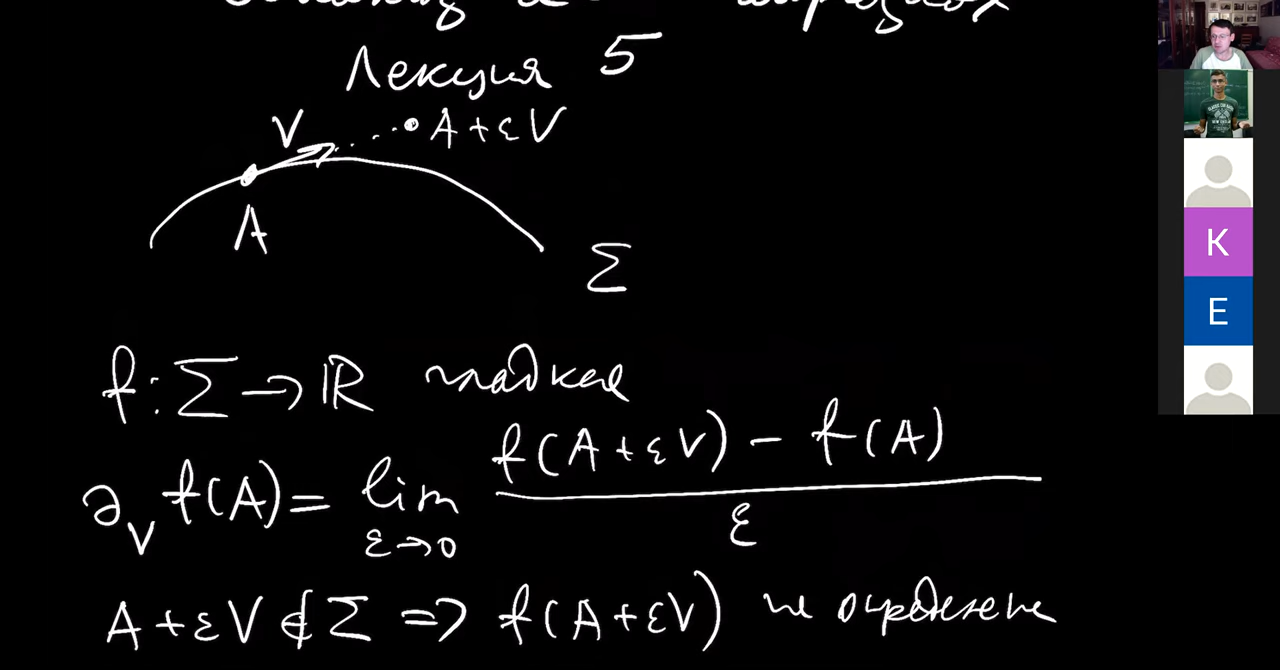 Лекция 5
V A+εV
A
Σ
f: Σ → ℝ гладкая
∂_V f(A) = lim_{ε→0} (f(A+εV) − f(A)) / ε
A+εV ∉ Σ ⇒ f(A+εV) не определена
K
E